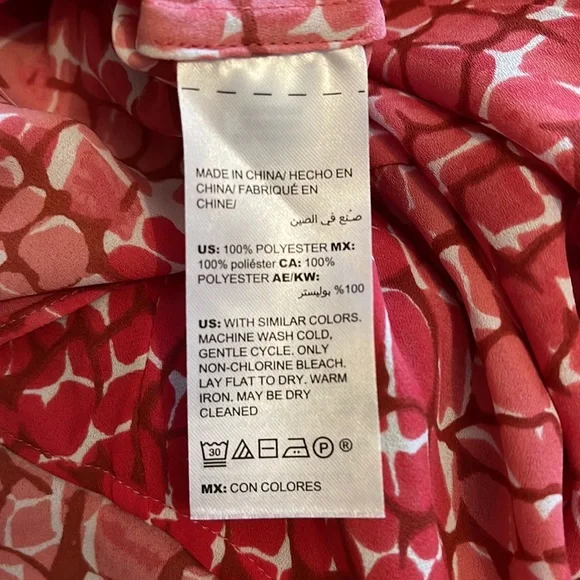 MADE IN CHINA/ HECHO EN
CHINA/ FABRIQUÉ EN
CHINE/
صنع في الصين
US: 100% POLYESTER MX:
100% poliéster CA: 100%
POLYESTER AE/KW:
100% بوليستر
US: WITH SIMILAR COLORS.
MACHINE WASH COLD,
GENTLE CYCLE. ONLY
NON-CHLORINE BLEACH.
LAY FLAT TO DRY. WARM
IRON. MAY BE DRY
CLEANED
30 P ®
MX: CON COLORES